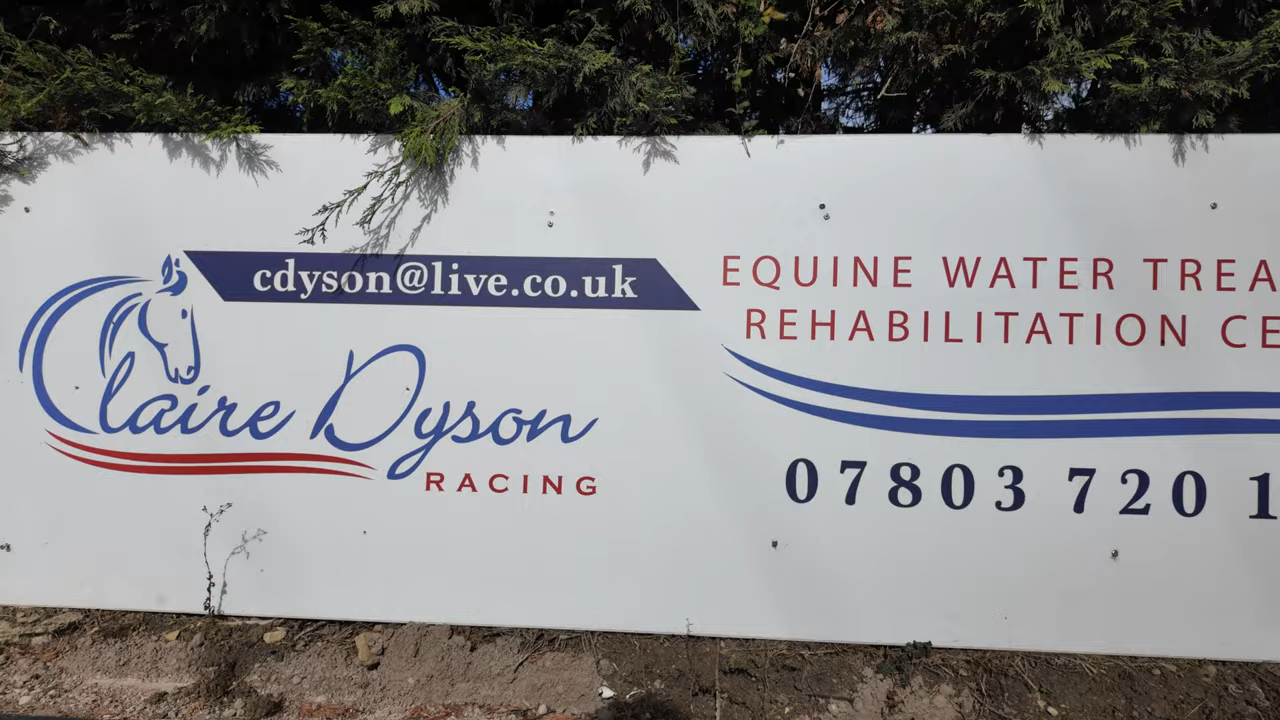 cdyson@live.co.uk
Claire Dyson
RACING
EQUINE WATER TREA
REHABILITATION CE
07803 720 1